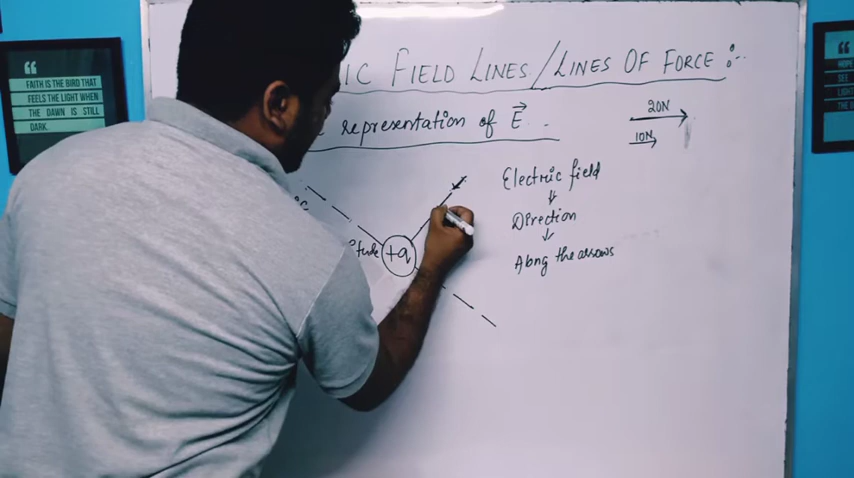 IC FIELD LINES / LINES OF FORCE :
representation of E
20N
10N
Electric field
Direction
Along the arrows
+q
“
FAITH IS THE BIRD THAT
FEELS THE LIGHT WHEN
THE DAWN IS STILL
DARK.
“